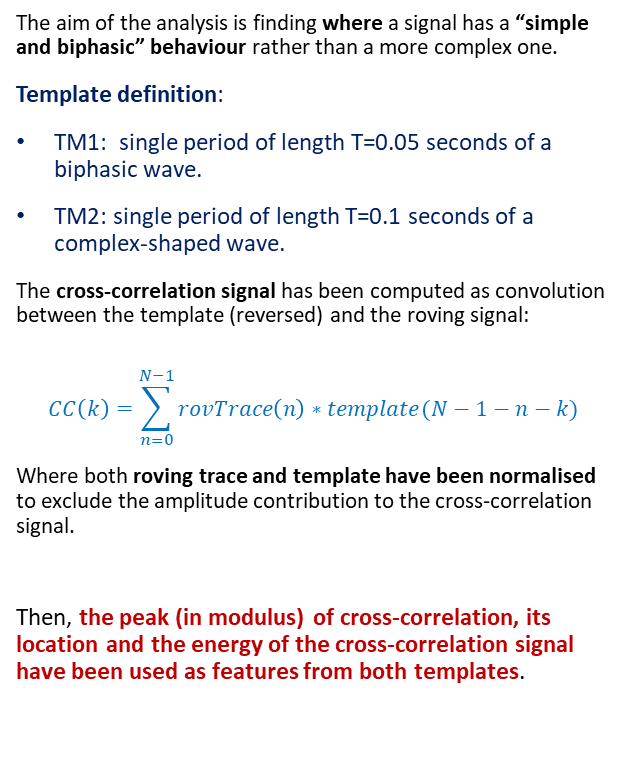 The aim of the analysis is finding where a signal has a “simple
and biphasic” behaviour rather than a more complex one.
Template definition:
• TM1:  single period of length T=0.05 seconds of a
biphasic wave.
• TM2: single period of length T=0.1 seconds of a
complex-shaped wave.
The cross-correlation signal has been computed as convolution
between the template (reversed) and the roving signal:
N−1
CC(k) = ∑ rovTrace(n) ∗ template(N − 1 − n − k)
n=0
Where both roving trace and template have been normalised
to exclude the amplitude contribution to the cross-correlation
signal.
Then, the peak (in modulus) of cross-correlation, its
location and the energy of the cross-correlation signal
have been used as features from both templates.